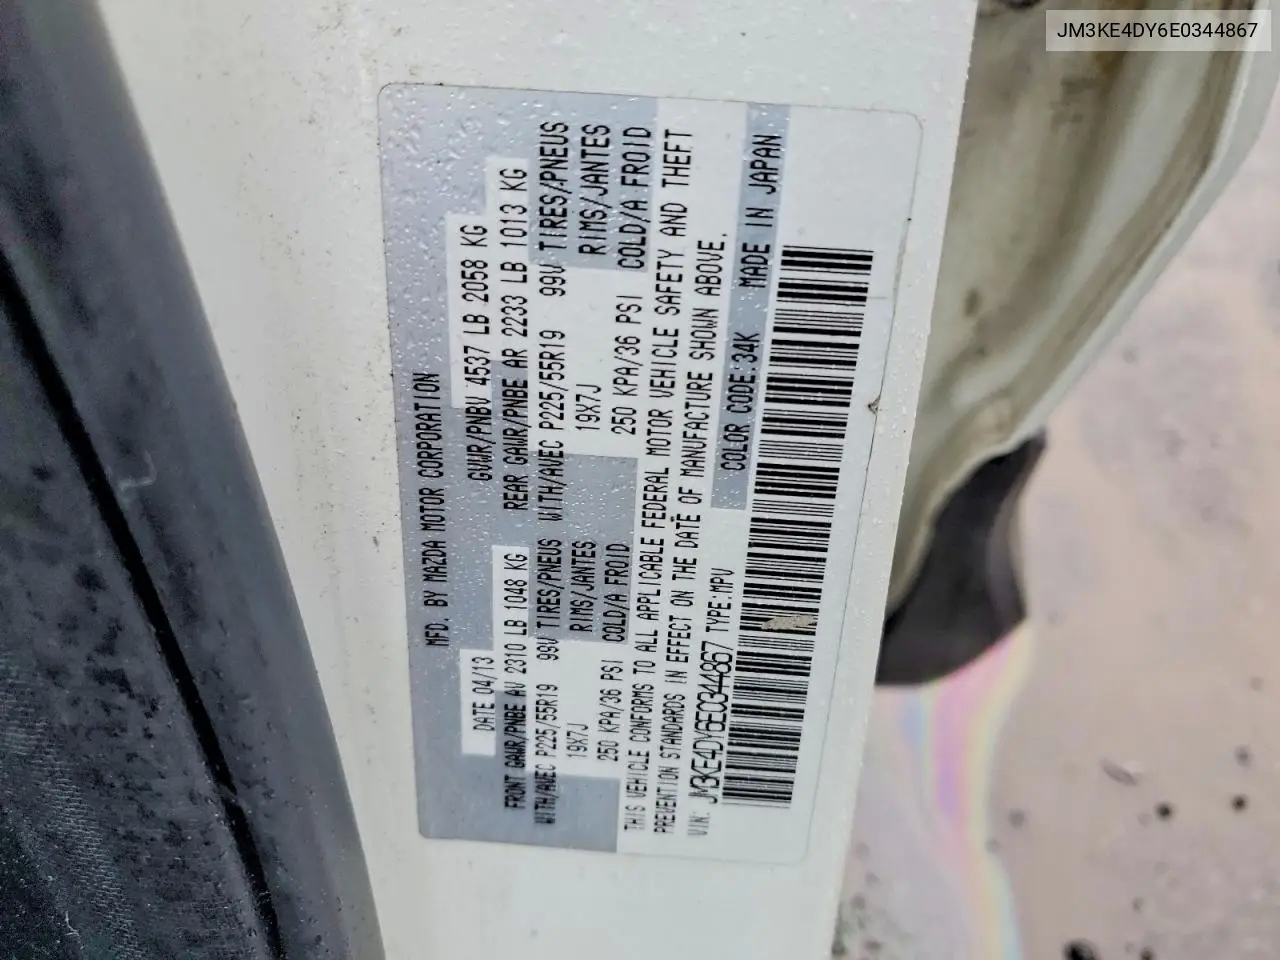 JM3KE4DY6E0344867
MFD. BY MAZDA MOTOR CORPORATION
DATE 04/13 GVWR/PNBV 4537 LB 2058 KG
FRONT GAWR/PNBE AV 2310 LB 1048 KG REAR GAWR/PNBE AR 2233 LB 1013 KG
WITH/AVEC P225/55R19 99V TIRES/PNEUS WITH/AVEC P225/55R19 99V TIRES/PNEUS
19X7J RIMS/JANTES 19X7J RIMS/JANTES
250 KPA/36 PSI COLD/A FROID 250 KPA/36 PSI COLD/A FROID
THIS VEHICLE CONFORMS TO ALL APPLICABLE FEDERAL MOTOR VEHICLE SAFETY AND THEFT
PREVENTION STANDARDS IN EFFECT ON THE DATE OF MANUFACTURE SHOWN ABOVE.
VIN: JM3KE4DY6E0344867 TYPE:MPV COLOR CODE:34K MADE IN JAPAN